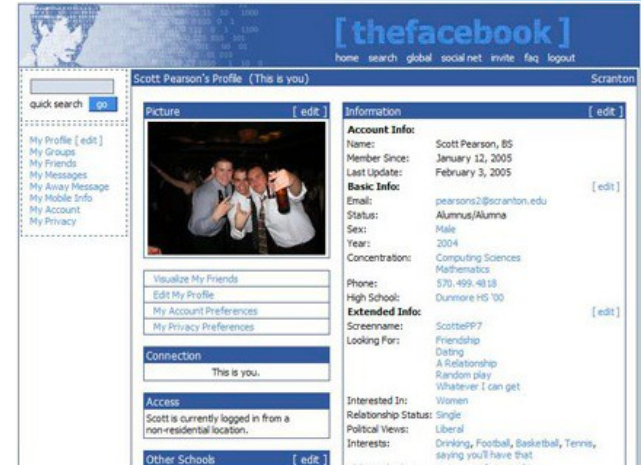 [ thefacebook ]
home search global social net invite faq logout
Scott Pearson's Profile (This is you)
Scranton
quick search go
My Profile [ edit ]
My Groups
My Friends
My Messages
My Away Message
My Mobile Info
My Account
My Privacy
Picture [ edit ]
Visualize My Friends
Edit My Profile
My Account Preferences
My Privacy Preferences
Connection
This is you.
Access
Scott is currently logged in from a
non-residential location.
Other Schools [ edit ]
Information [ edit ]
Account Info:
Name: Scott Pearson, BS
Member Since: January 12, 2005
Last Update: February 3, 2005
Basic Info: [ edit ]
Email: pearsons2@scranton.edu
Status: Alumnus/Alumna
Sex: Male
Year: 2004
Concentration: Computing Sciences
Mathematics
Phone: 570.499.4818
High School: Dunmore HS '00
Extended Info: [ edit ]
Screenname: ScottiePP7
Looking For: Friendship
Dating
A Relationship
Random play
Whatever I can get
Interested In: Women
Relationship Status: Single
Political Views: Liberal
Interests: Drinking, Football, Basketball, Tennis,
saying you'll have that